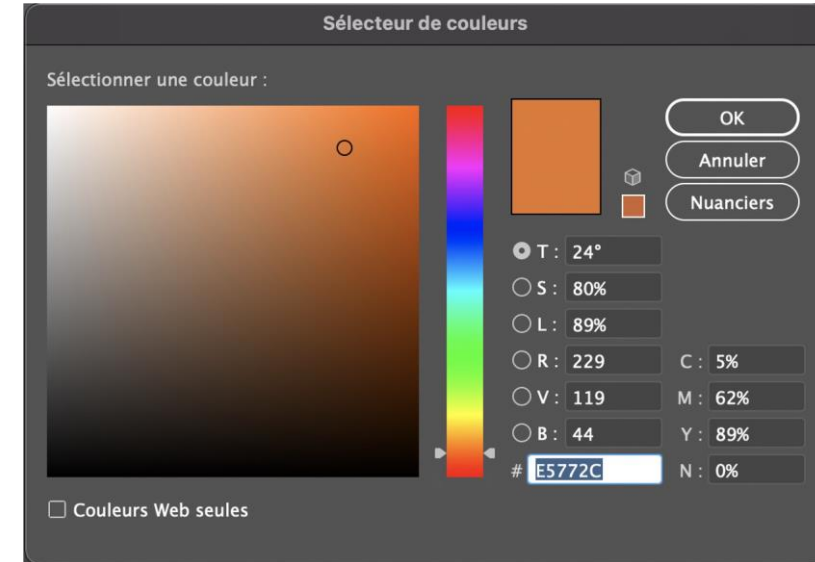 Sélecteur de couleurs
Sélectionner une couleur :
OK
Annuler
Nuanciers
T : 24°
S : 80%
L : 89%
R : 229 C : 5%
V : 119 M : 62%
B : 44 Y : 89%
# E5772C N : 0%
Couleurs Web seules